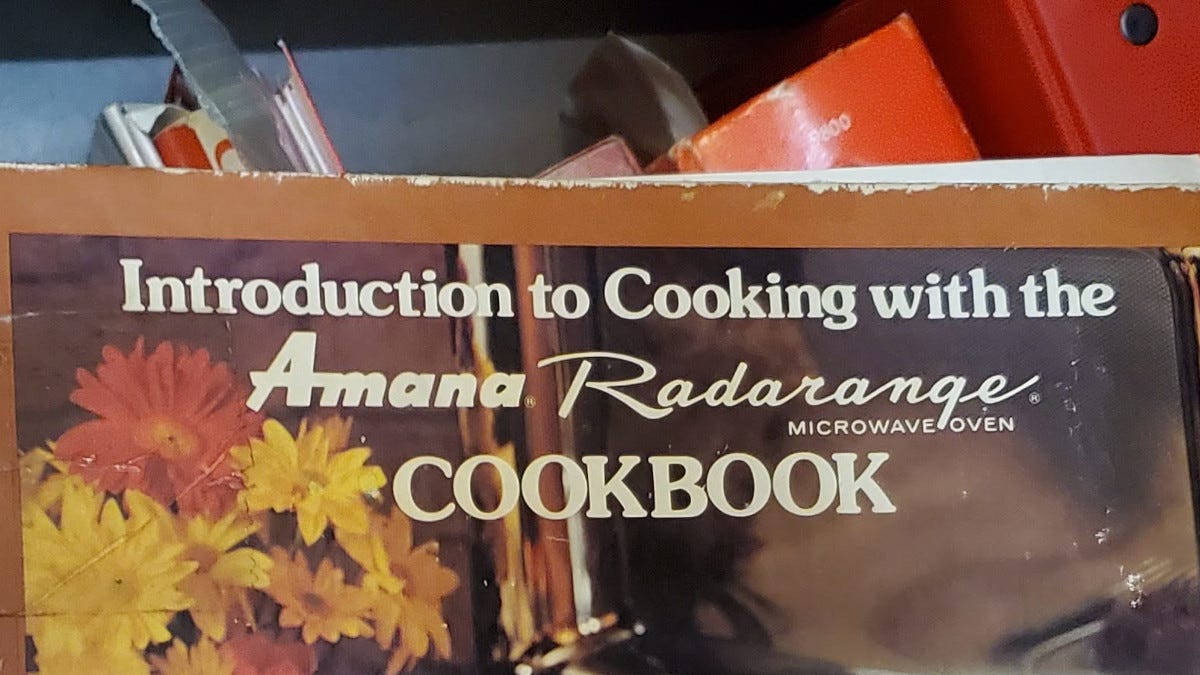 Introduction to Cooking with the
Amana® Radarange®
MICROWAVE OVEN
COOKBOOK